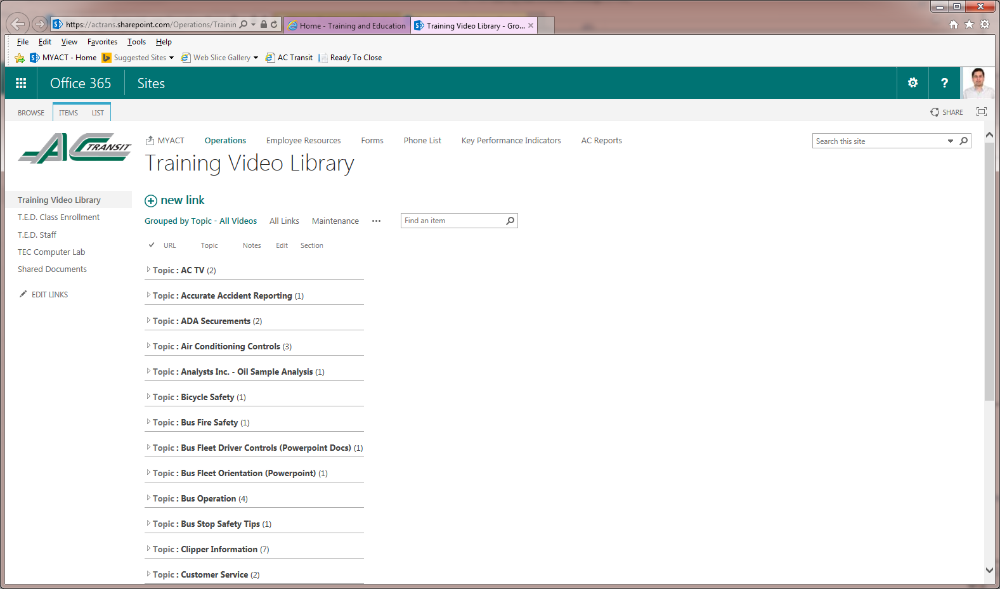 https://actrans.sharepoint.com/Operations/Trainin
Home - Training and Education
Training Video Library - Gro...
File Edit View Favorites Tools Help
MYACT - Home Suggested Sites Web Slice Gallery AC Transit Ready To Close
Office 365 Sites ?
BROWSE ITEMS LIST SHARE
AC TRANSIT
MYACT Operations Employee Resources Forms Phone List Key Performance Indicators AC Reports
Search this site
Training Video Library
Training Video Library
T.E.D. Class Enrollment
T.E.D. Staff
TEC Computer Lab
Shared Documents
EDIT LINKS
new link
Grouped by Topic - All Videos All Links Maintenance ... Find an item
URL Topic Notes Edit Section
Topic : AC TV (2)
Topic : Accurate Accident Reporting (1)
Topic : ADA Securements (2)
Topic : Air Conditioning Controls (3)
Topic : Analysts Inc. - Oil Sample Analysis (1)
Topic : Bicycle Safety (1)
Topic : Bus Fire Safety (1)
Topic : Bus Fleet Driver Controls (Powerpoint Docs) (1)
Topic : Bus Fleet Orientation (Powerpoint) (1)
Topic : Bus Operation (4)
Topic : Bus Stop Safety Tips (1)
Topic : Clipper Information (7)
Topic : Customer Service (2)